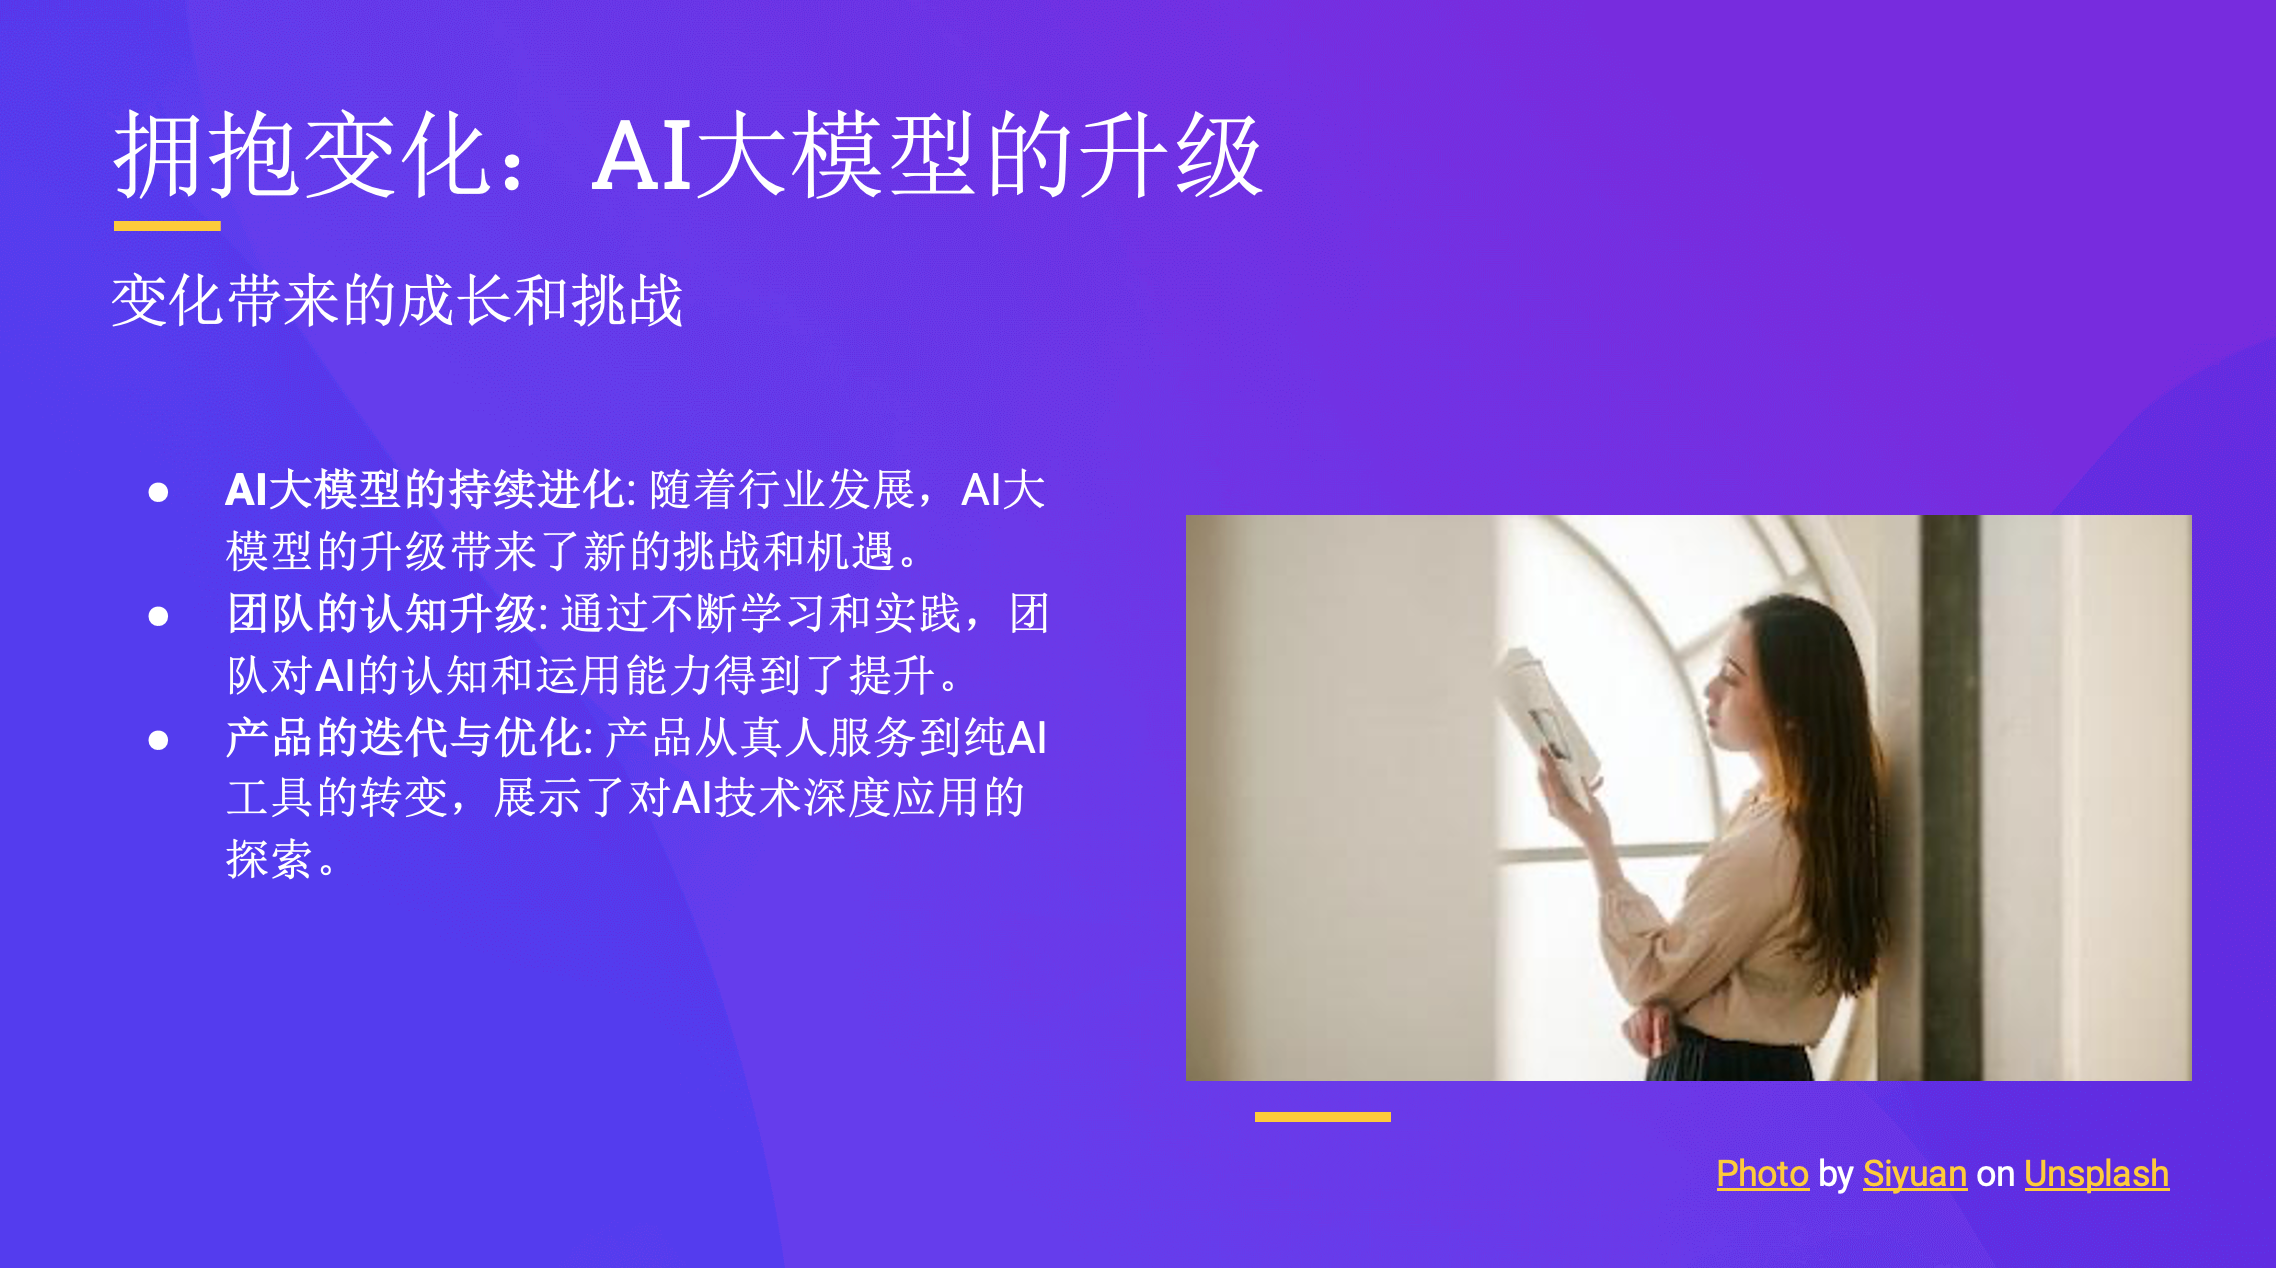 拥抱变化： AI大模型的升级
变化带来的成长和挑战
● AI大模型的持续进化: 随着行业发展，AI大
模型的升级带来了新的挑战和机遇。
● 团队的认知升级: 通过不断学习和实践，团
队对AI的认知和运用能力得到了提升。
● 产品的迭代与优化: 产品从真人服务到纯AI
工具的转变，展示了对AI技术深度应用的
探索。
Photo by Siyuan on Unsplash